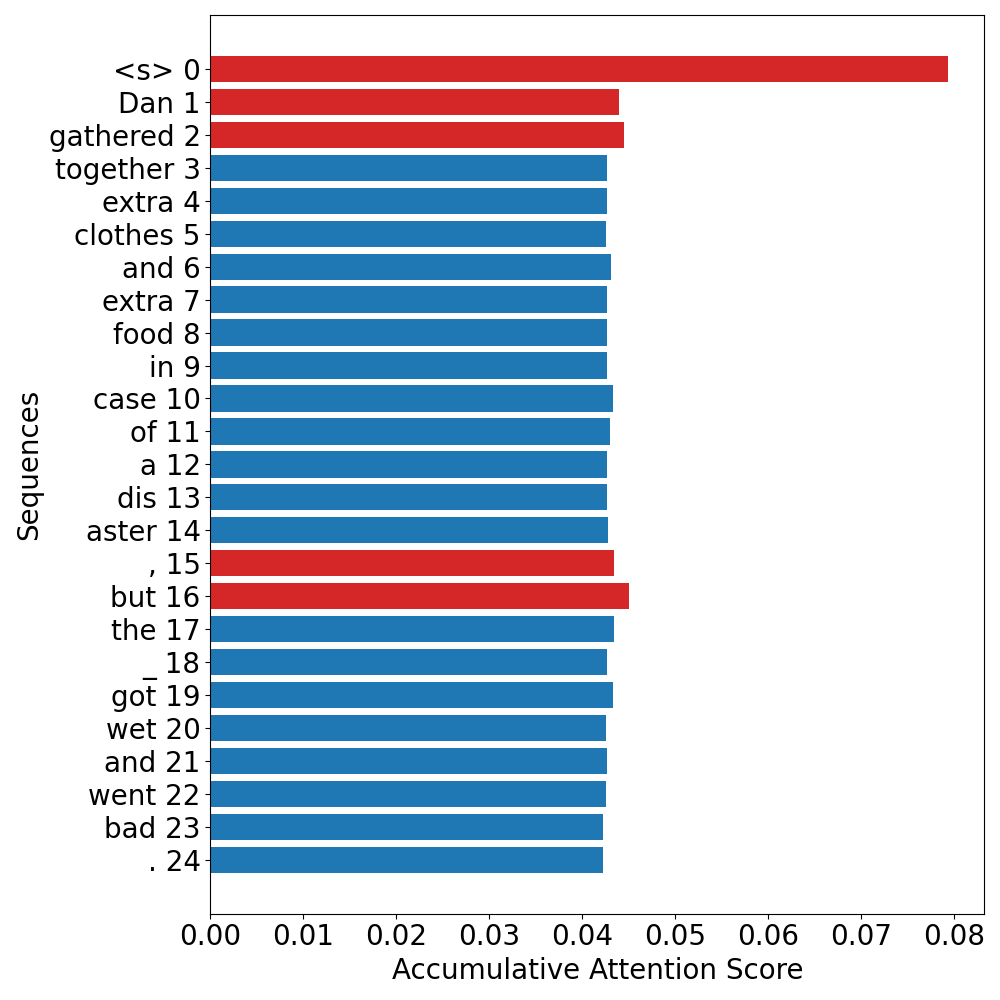 <s> 0
Dan 1
gathered 2
together 3
extra 4
clothes 5
and 6
extra 7
food 8
in 9
case 10
of 11
a 12
dis 13
aster 14
, 15
but 16
the 17
_ 18
got 19
wet 20
and 21
went 22
bad 23
. 24
Sequences
0.00 0.01 0.02 0.03 0.04 0.05 0.06 0.07 0.08
Accumulative Attention Score